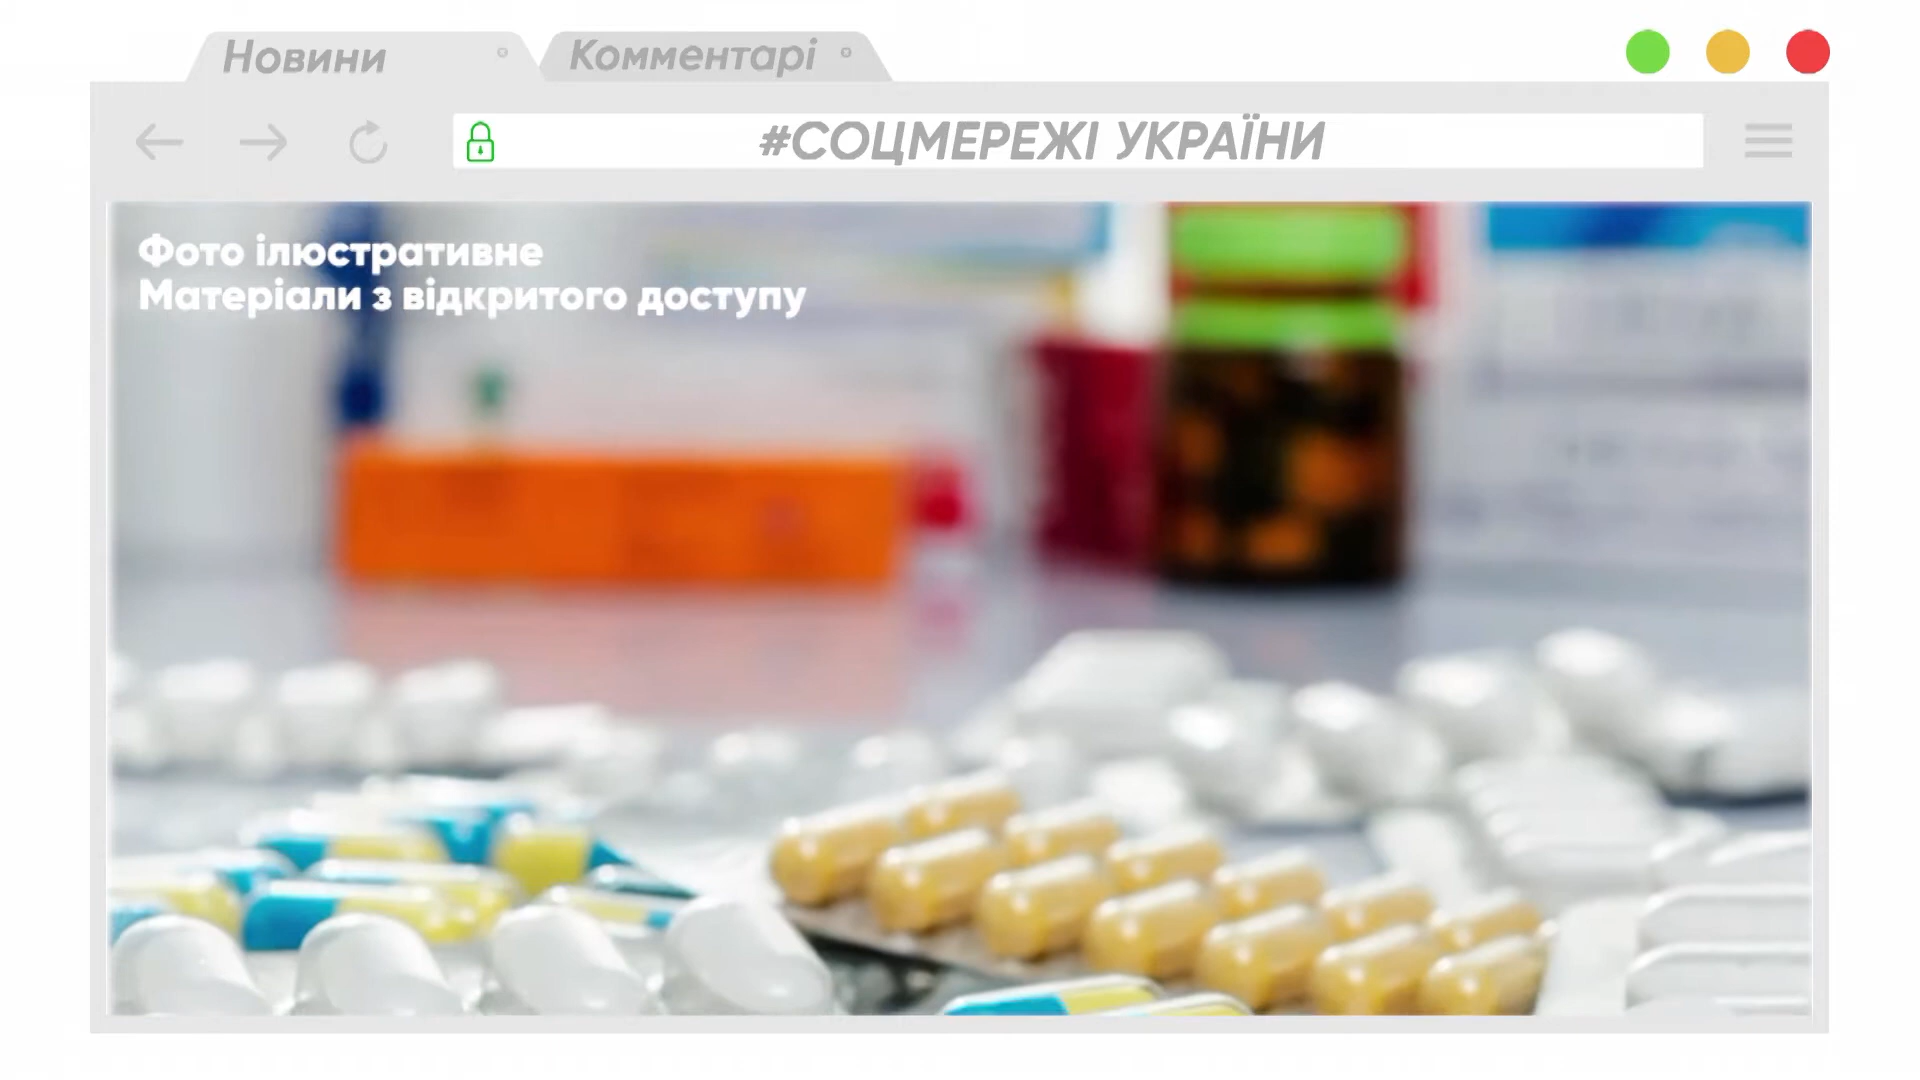 Новини
Комментарі
#СОЦМЕРЕЖІ УКРАЇНИ
Фото ілюстративне
Матеріали з відкритого доступу